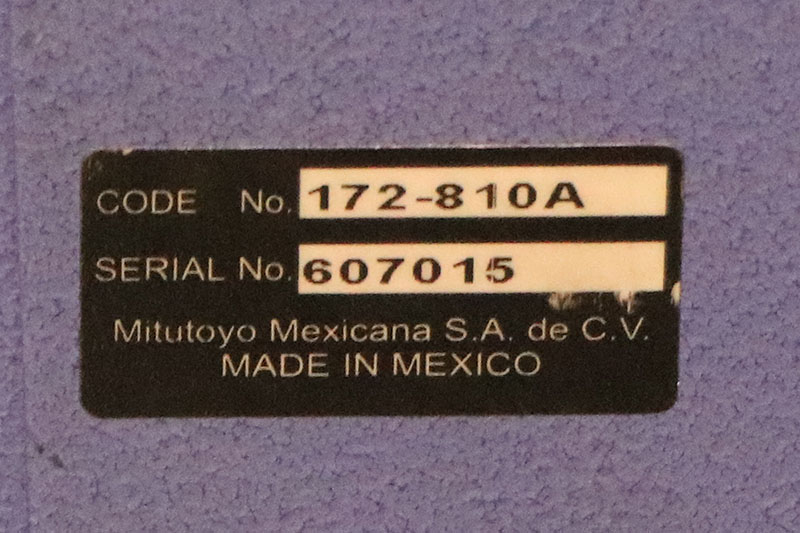 CODE No. 172-810A
SERIAL No. 607015
Mitutoyo Mexicana S.A. de C.V.
MADE IN MEXICO